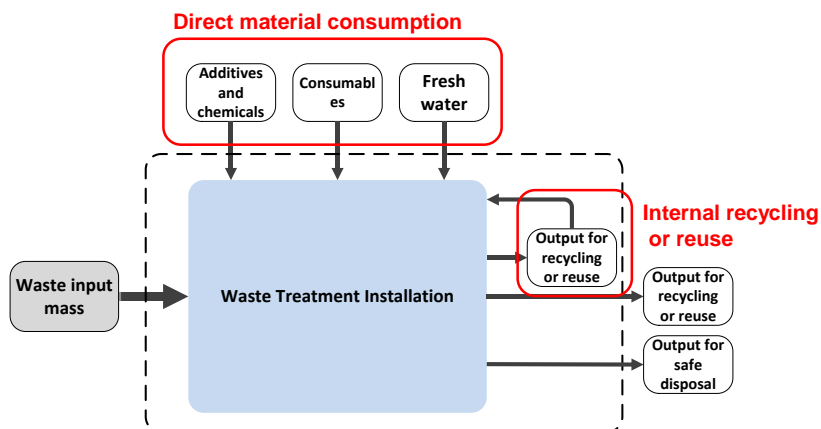 Direct material consumption
Additives
and
chemicals
Consumabl
es
Fresh
water
Internal recycling
or reuse
Output for
recycling
or reuse
Waste input
mass
Waste Treatment Installation
Output for
recycling
or reuse
Output for
safe
disposal